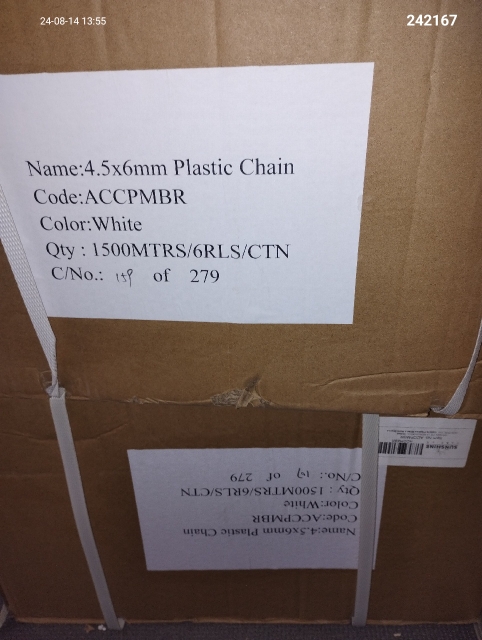 24-08-14 13:55
242167
Name:4.5x6mm Plastic Chain
Code:ACCPMBR
Color:White
Qty : 1500MTRS/6RLS/CTN
C/No.: 159 of 279
Name:4.5x6mm Plastic Chain
Code:ACCPMBR
Color:White
Qty : 1500MTRS/6RLS/CTN
C/No.: of 279
SUNSHINE